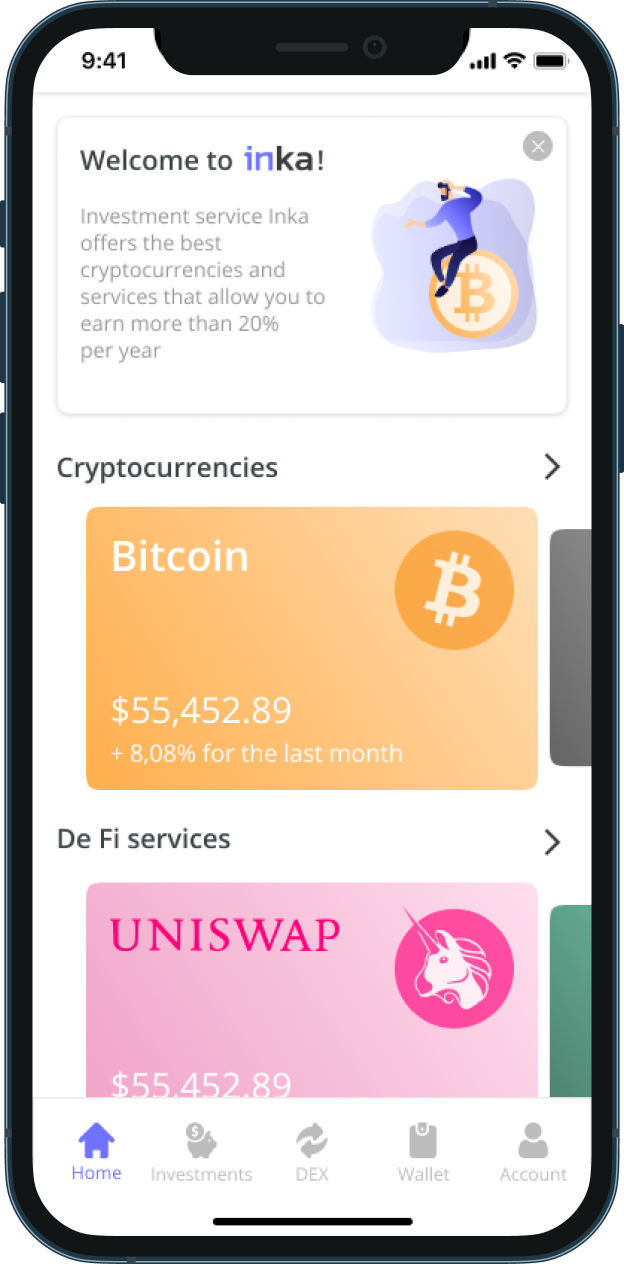 9:41
Welcome to inka!
Investment service Inka
offers the best
cryptocurrencies and
services that allow you to
earn more than 20%
per year
Cryptocurrencies
Bitcoin
$55,452.89
+ 8,08% for the last month
De Fi services
UNISWAP
$55,452.89
Home Investments DEX Wallet Account